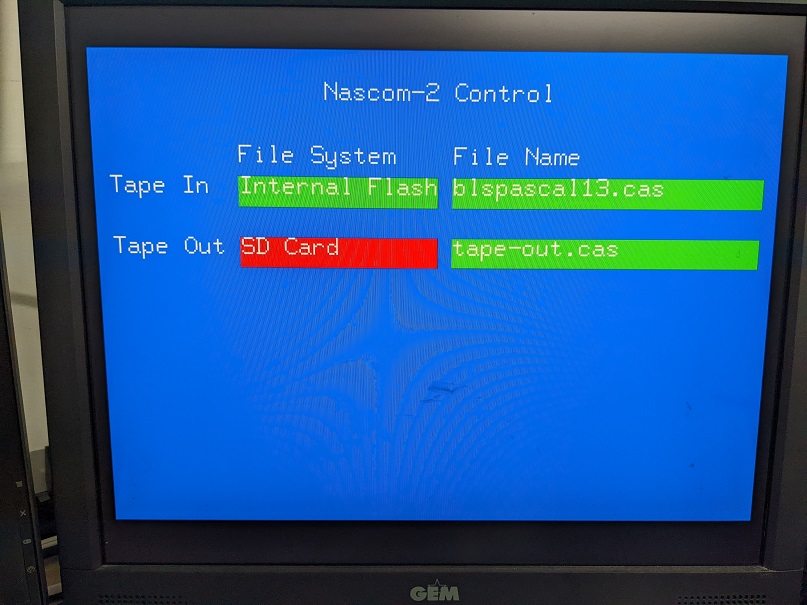 Nascom-2 Control
File System File Name
Tape In Internal Flash blspascal13.cas
Tape Out SD Card tape-out.cas
GEM